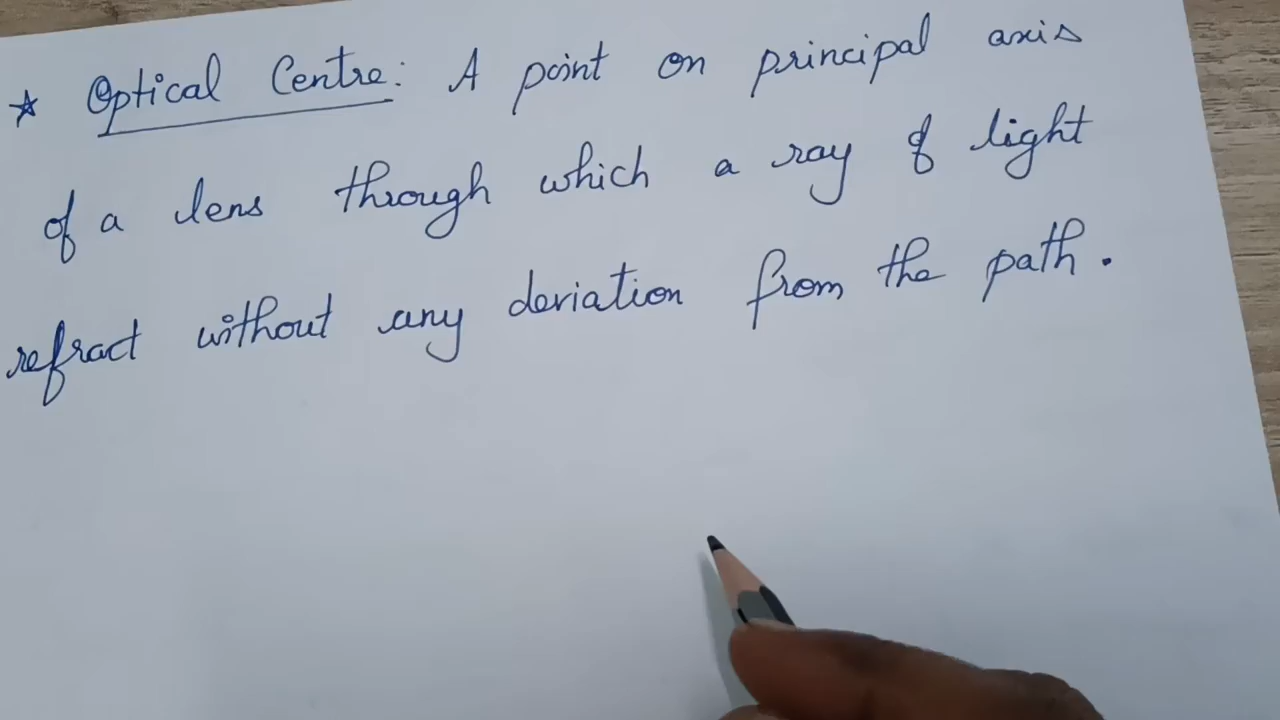 ☆ Optical Centre: A point on principal axis
of a lens through which a ray of light
refract without any deviation from the path.